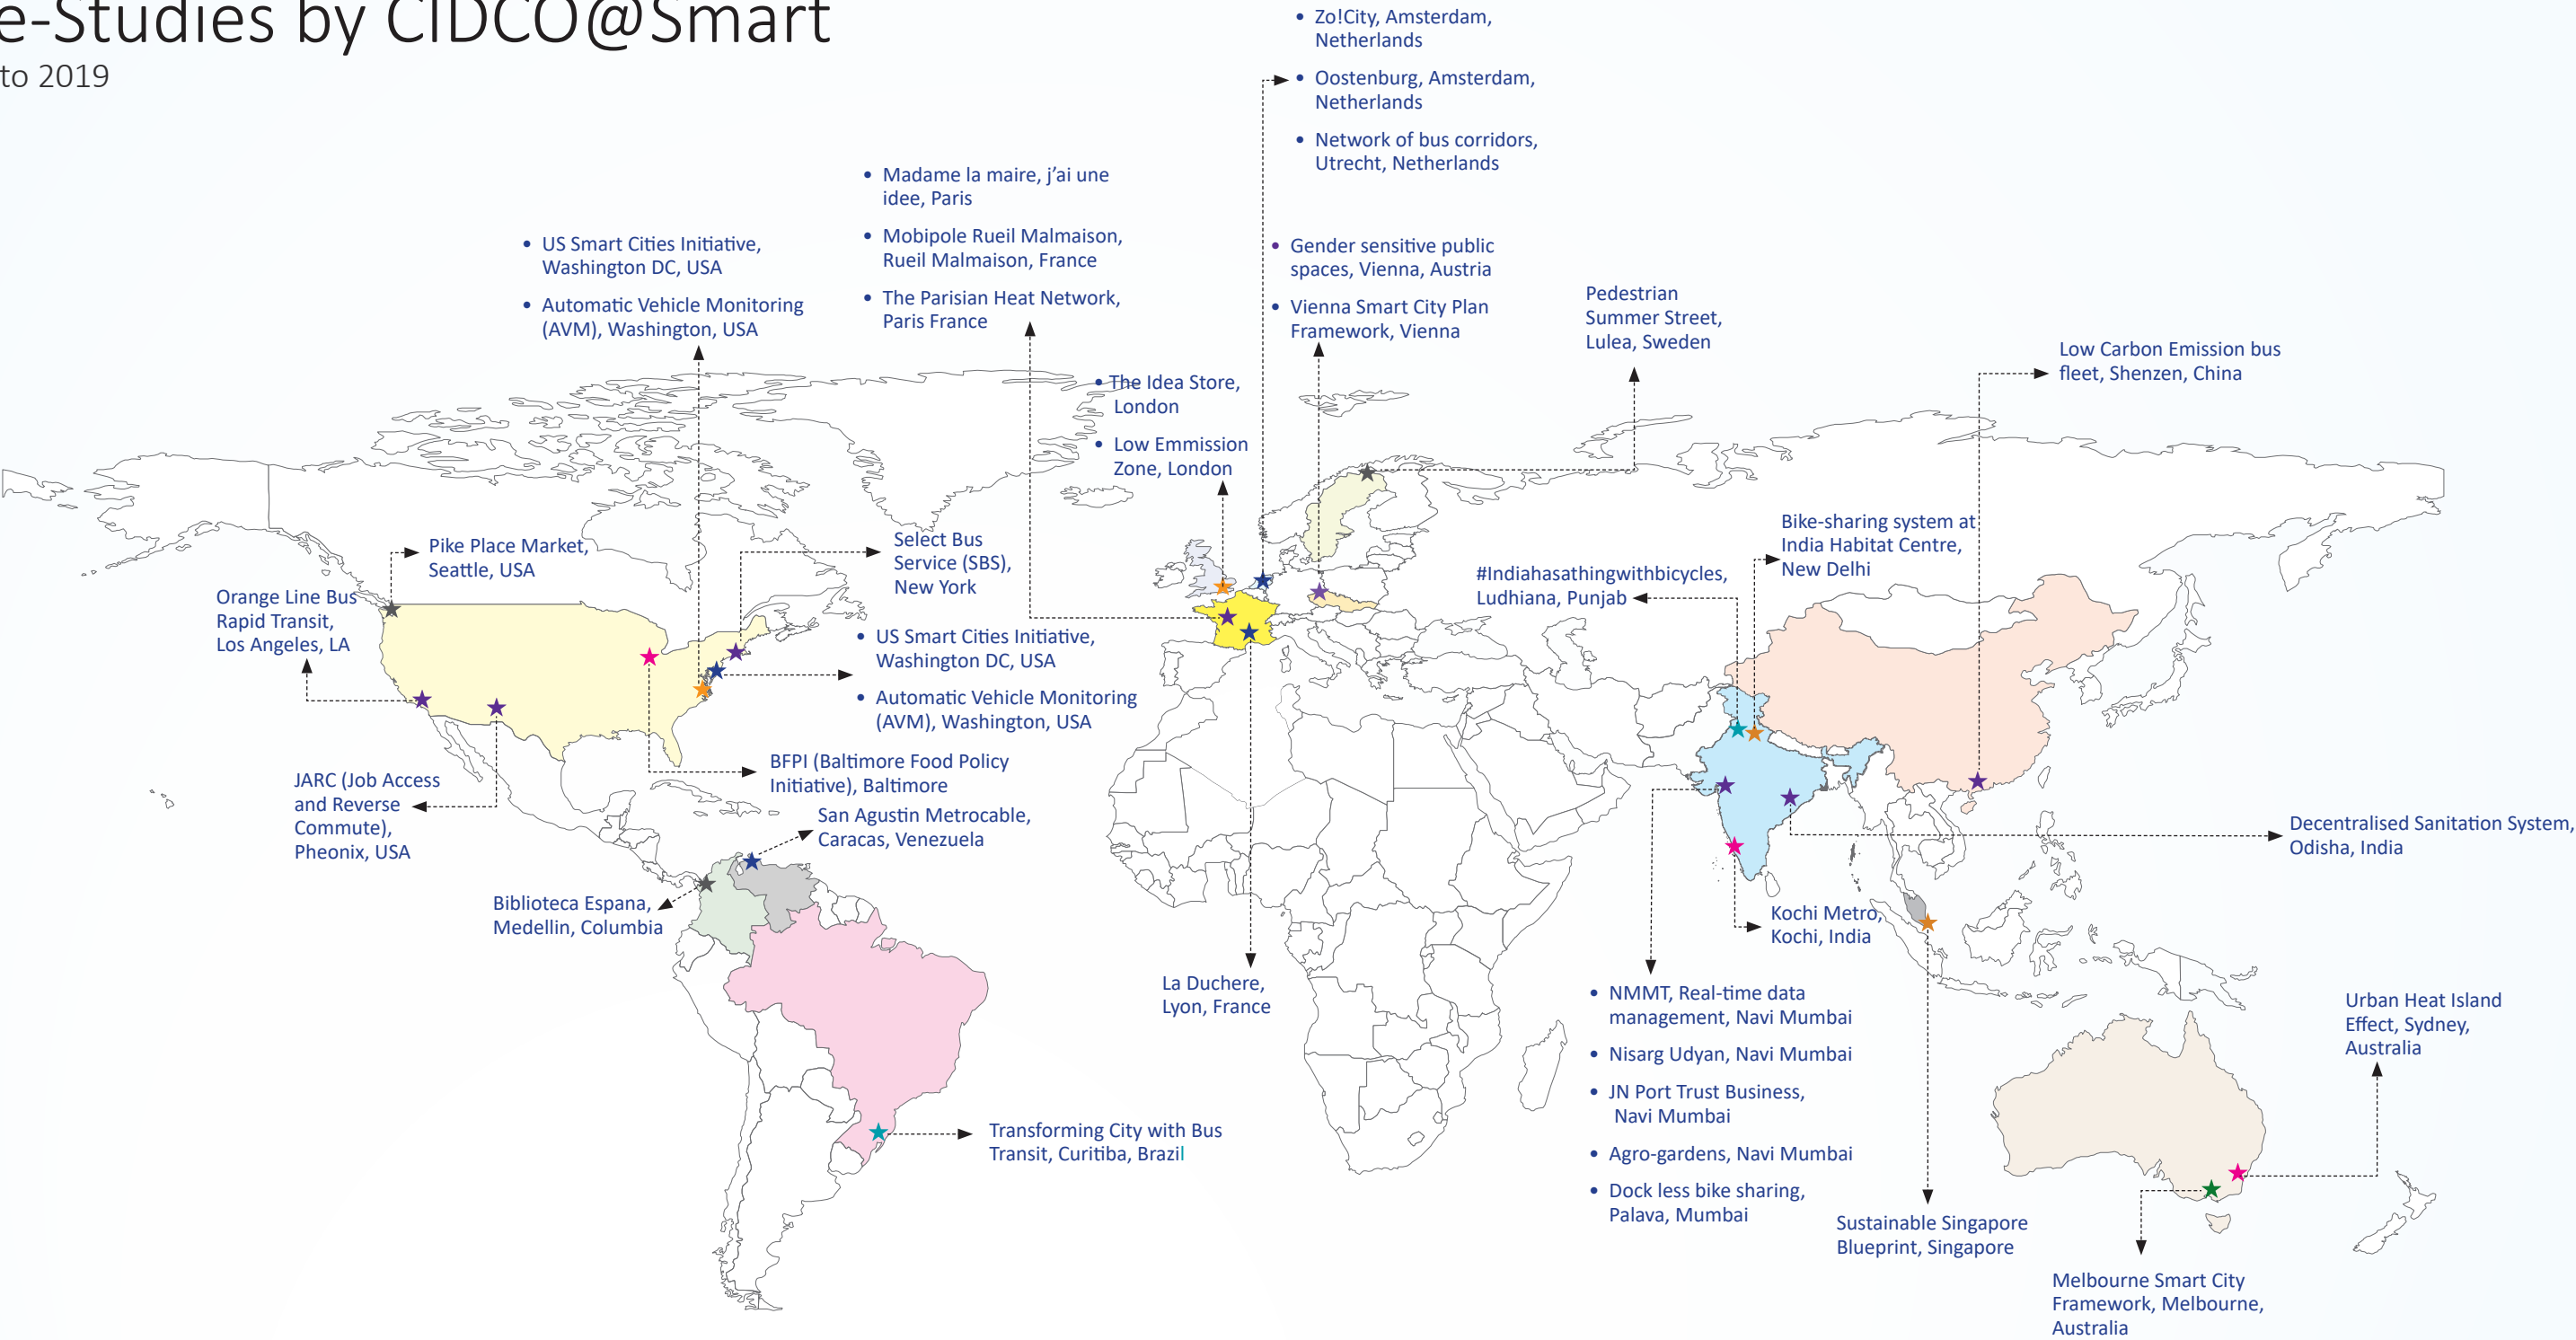 e-Studies by CIDCO@Smart
to 2019
• Zo!City, Amsterdam,
Netherlands
• Oostenburg, Amsterdam,
Netherlands
• Network of bus corridors,
Utrecht, Netherlands
• Madame la maire, j’ai une
idee, Paris
• Mobipole Rueil Malmaison,
Rueil Malmaison, France
• The Parisian Heat Network,
Paris France
• US Smart Cities Initiative,
Washington DC, USA
• Automatic Vehicle Monitoring
(AVM), Washington, USA
• Gender sensitive public
spaces, Vienna, Austria
• Vienna Smart City Plan
Framework, Vienna
Pedestrian
Summer Street,
Lulea, Sweden
Low Carbon Emission bus
fleet, Shenzen, China
• The Idea Store,
London
• Low Emmission
Zone, London
Pike Place Market,
Seattle, USA
Select Bus
Service (SBS),
New York
Bike-sharing system at
India Habitat Centre,
New Delhi
#Indiahasathingwithbicycles,
Ludhiana, Punjab
Orange Line Bus
Rapid Transit,
Los Angeles, LA
• US Smart Cities Initiative,
Washington DC, USA
• Automatic Vehicle Monitoring
(AVM), Washington, USA
BFPI (Baltimore Food Policy
Initiative), Baltimore
JARC (Job Access
and Reverse
Commute),
Pheonix, USA
San Agustin Metrocable,
Caracas, Venezuela
Decentralised Sanitation System,
Odisha, India
Biblioteca Espana,
Medellin, Columbia
Kochi Metro,
Kochi, India
La Duchere,
Lyon, France
• NMMT, Real-time data
management, Navi Mumbai
• Nisarg Udyan, Navi Mumbai
• JN Port Trust Business,
Navi Mumbai
• Agro-gardens, Navi Mumbai
• Dock less bike sharing,
Palava, Mumbai
Urban Heat Island
Effect, Sydney,
Australia
Transforming City with Bus
Transit, Curitiba, Brazil
Sustainable Singapore
Blueprint, Singapore
Melbourne Smart City
Framework, Melbourne,
Australia